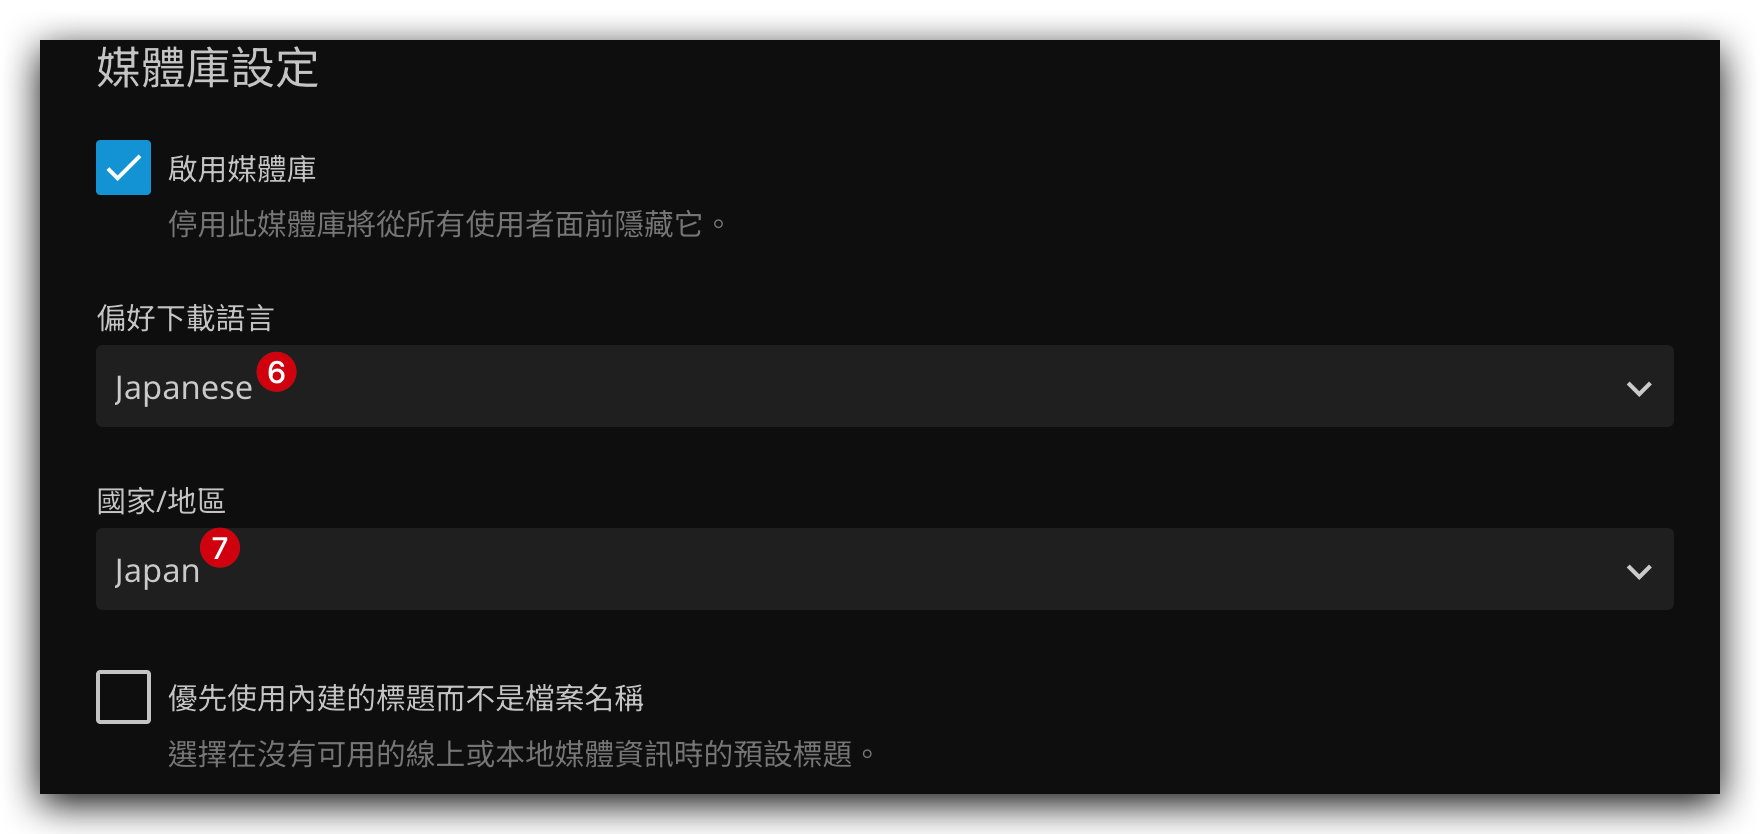 媒體庫設定
啟用媒體庫
停用此媒體庫將從所有使用者面前隱藏它。
偏好下載語言
Japanese 6
國家/地區
Japan 7
優先使用內建的標題而不是檔案名稱
選擇在沒有可用的線上或本地媒體資訊時的預設標題。